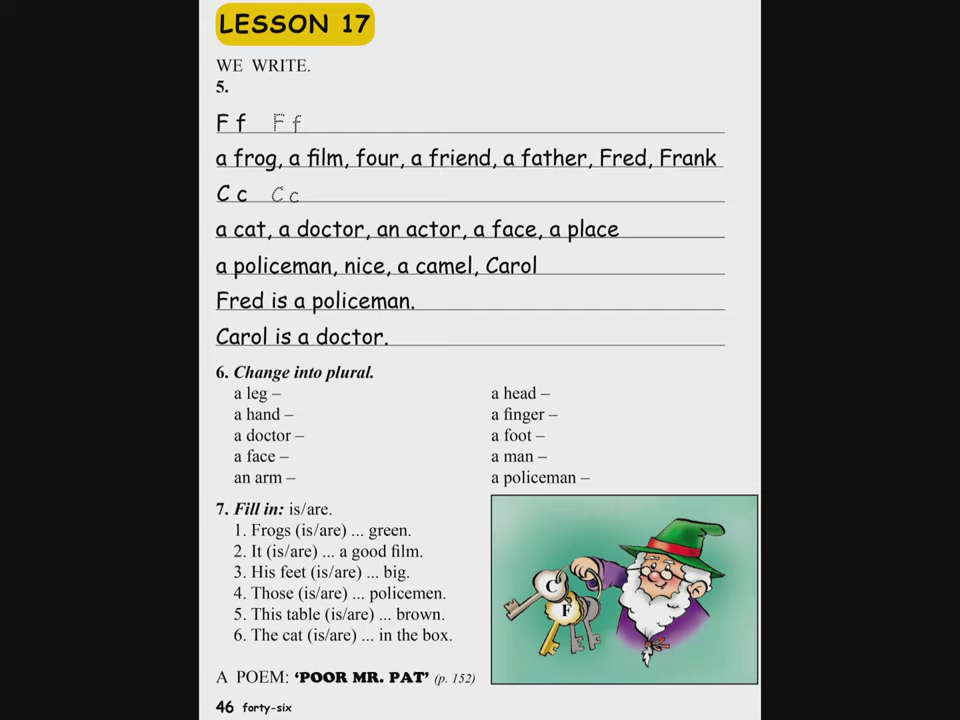 LESSON 17
WE WRITE.
5.
F f F f
a frog, a film, four, a friend, a father, Fred, Frank
C c C c
a cat, a doctor, an actor, a face, a place
a policeman, nice, a camel, Carol
Fred is a policeman.
Carol is a doctor.
6. Change into plural.
a leg –
a hand –
a doctor –
a face –
an arm –
a head –
a finger –
a foot –
a man –
a policeman –
7. Fill in: is/are.
1. Frogs (is/are) ... green.
2. It (is/are) ... a good film.
3. His feet (is/are) ... big.
4. Those (is/are) ... policemen.
5. This table (is/are) ... brown.
6. The cat (is/are) ... in the box.
C
F
A POEM: ‘POOR MR. PAT’ (p. 152)
46 forty-six